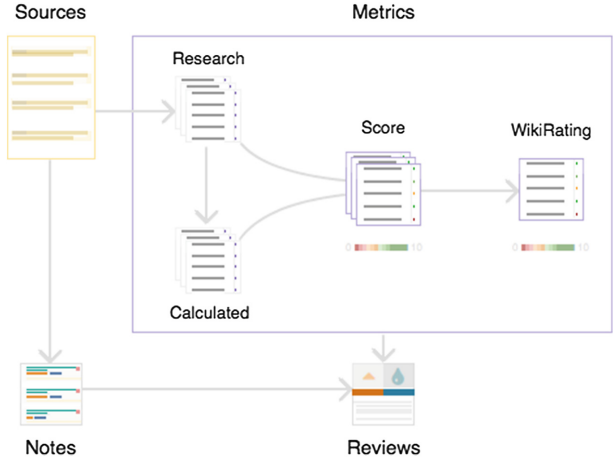 Sources
Metrics
Research
Score
WikiRating
0 10
0 10
Calculated
Notes
Reviews